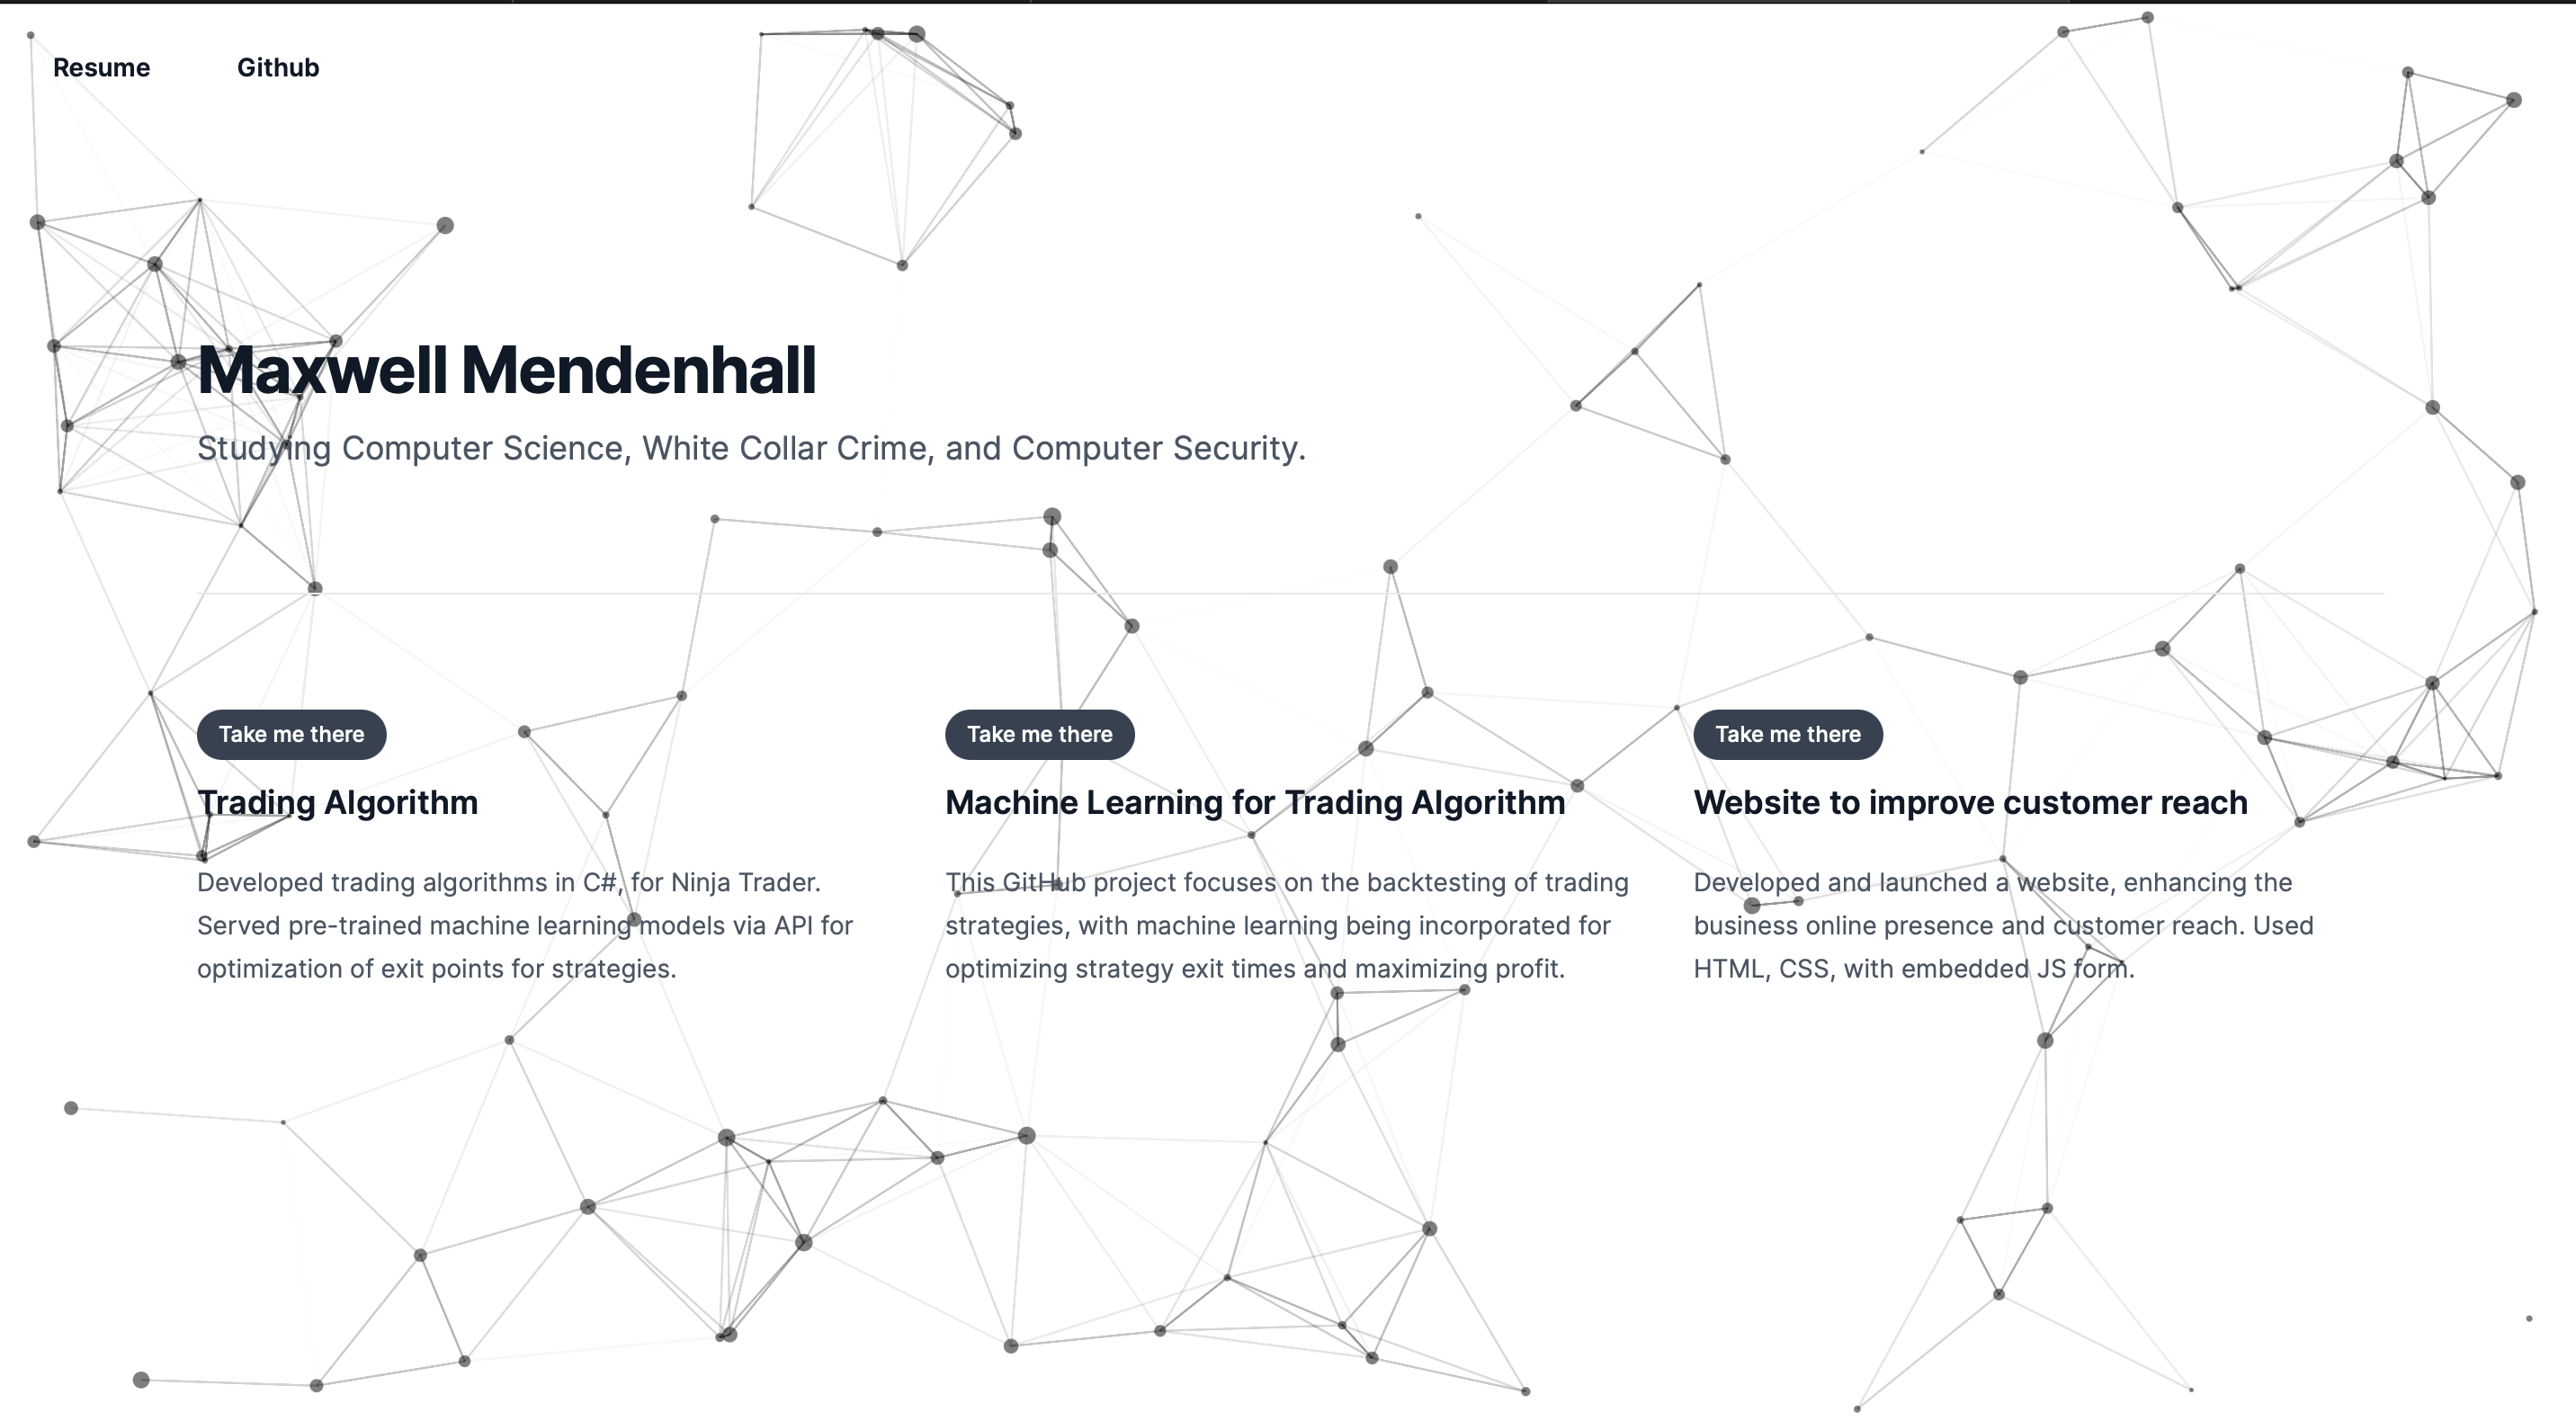 Resume
Github
Maxwell Mendenhall
Studying Computer Science, White Collar Crime, and Computer Security.
Take me there
Trading Algorithm
Developed trading algorithms in C#, for Ninja Trader.
Served pre-trained machine learning models via API for
optimization of exit points for strategies.
Take me there
Machine Learning for Trading Algorithm
This GitHub project focuses on the backtesting of trading
strategies, with machine learning being incorporated for
optimizing strategy exit times and maximizing profit.
Take me there
Website to improve customer reach
Developed and launched a website, enhancing the
business online presence and customer reach. Used
HTML, CSS, with embedded JS form.